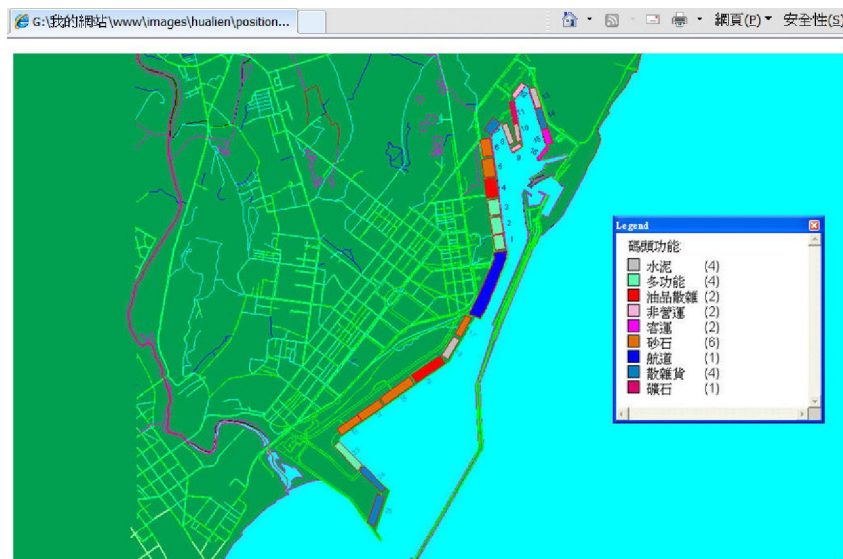 G:\我的網站\www\images\hualien\position...
網頁(P) 安全性(S)
Legend
碼頭功能:
水泥 (4)
多功能 (4)
油品散雜 (2)
非營運 (2)
客運 (2)
砂石 (6)
航道 (1)
散雜貨 (4)
礦石 (1)